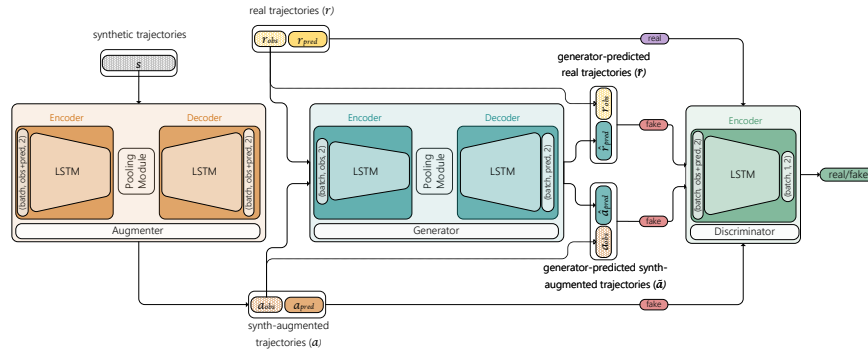 real trajectories (r)
synthetic trajectories
r_obs r_pred
real
s
generator-predicted
real trajectories (r̂)
Encoder
Decoder
(batch, obs+pred, 2)
LSTM
Pooling
Module
LSTM
(batch, obs+pred, 2)
Augmenter
Encoder
Decoder
(batch, obs, 2)
LSTM
Pooling
Module
LSTM
(batch, pred, 2)
Generator
r_obs
r̂_pred
fake
â_pred
a_obs
fake
Encoder
(batch, obs+pred, 2)
LSTM
(batch, 1, 2)
Discriminator
real/fake
generator-predicted synth-
augmented trajectories (â)
a_obs a_pred
fake
synth-augmented
trajectories (a)